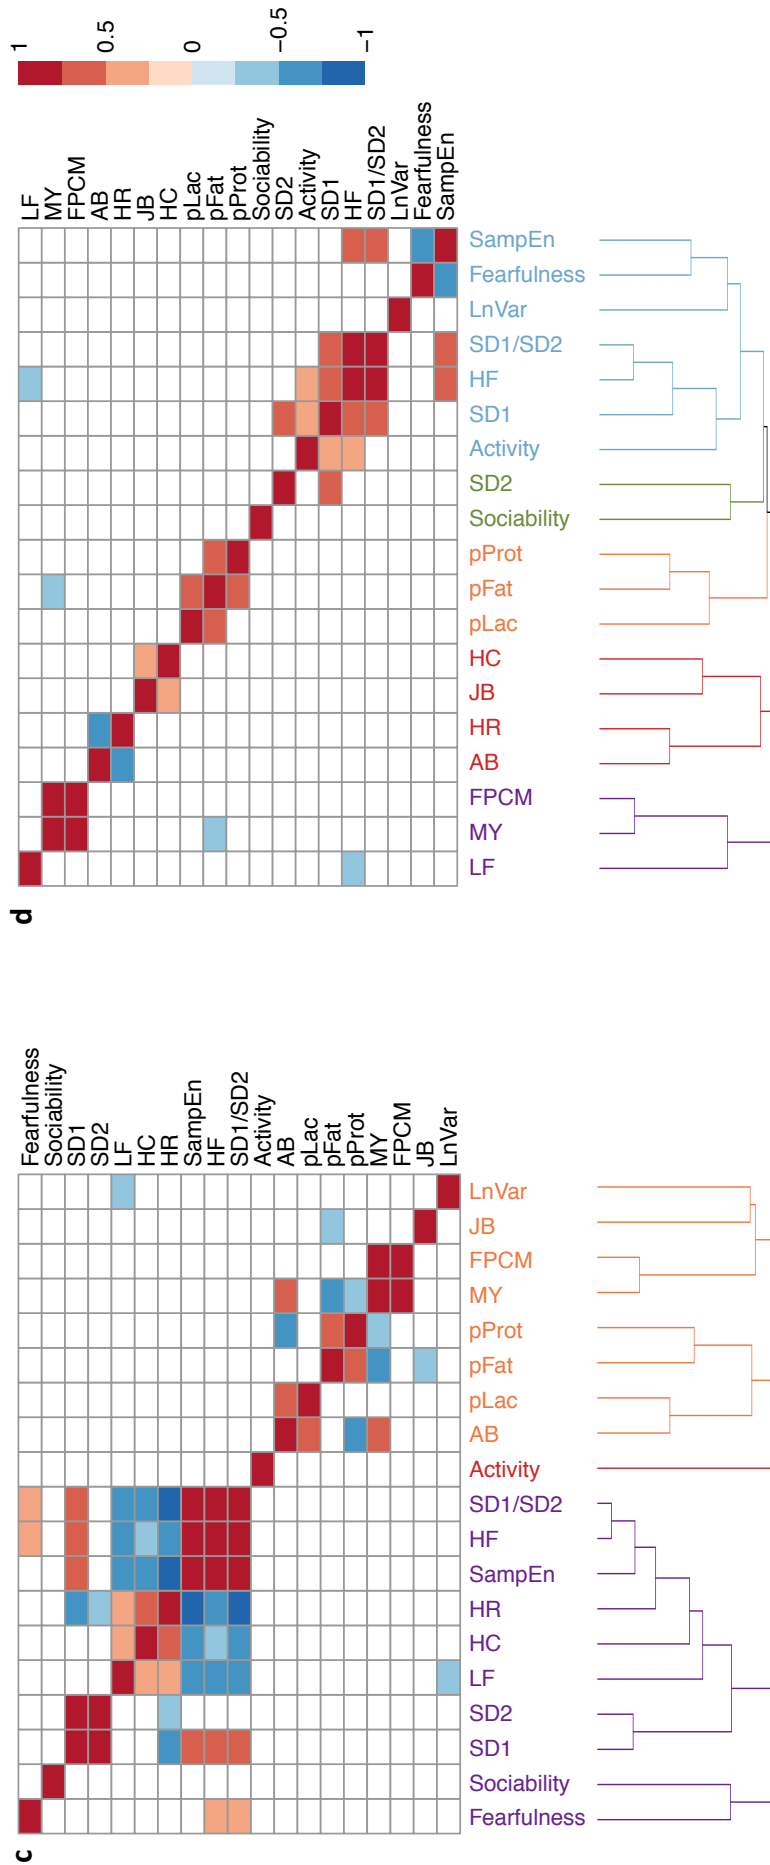 d
1
0.5
0
−0.5
−1
LF
MY
FPCM
AB
HR
JB
HC
pLac
pFat
pProt
Sociability
SD2
Activity
SD1
HF
SD1/SD2
LnVar
Fearfulness
SampEn
SampEn
Fearfulness
LnVar
SD1/SD2
HF
SD1
Activity
SD2
Sociability
pProt
pFat
pLac
HC
JB
HR
AB
FPCM
MY
LF
c
Fearfulness
Sociability
SD1
SD2
LF
HC
HR
SampEn
HF
SD1/SD2
Activity
AB
pLac
pFat
pProt
MY
FPCM
JB
LnVar
LnVar
JB
FPCM
MY
pProt
pFat
pLac
AB
Activity
SD1/SD2
HF
SampEn
HR
HC
LF
SD2
SD1
Sociability
Fearfulness